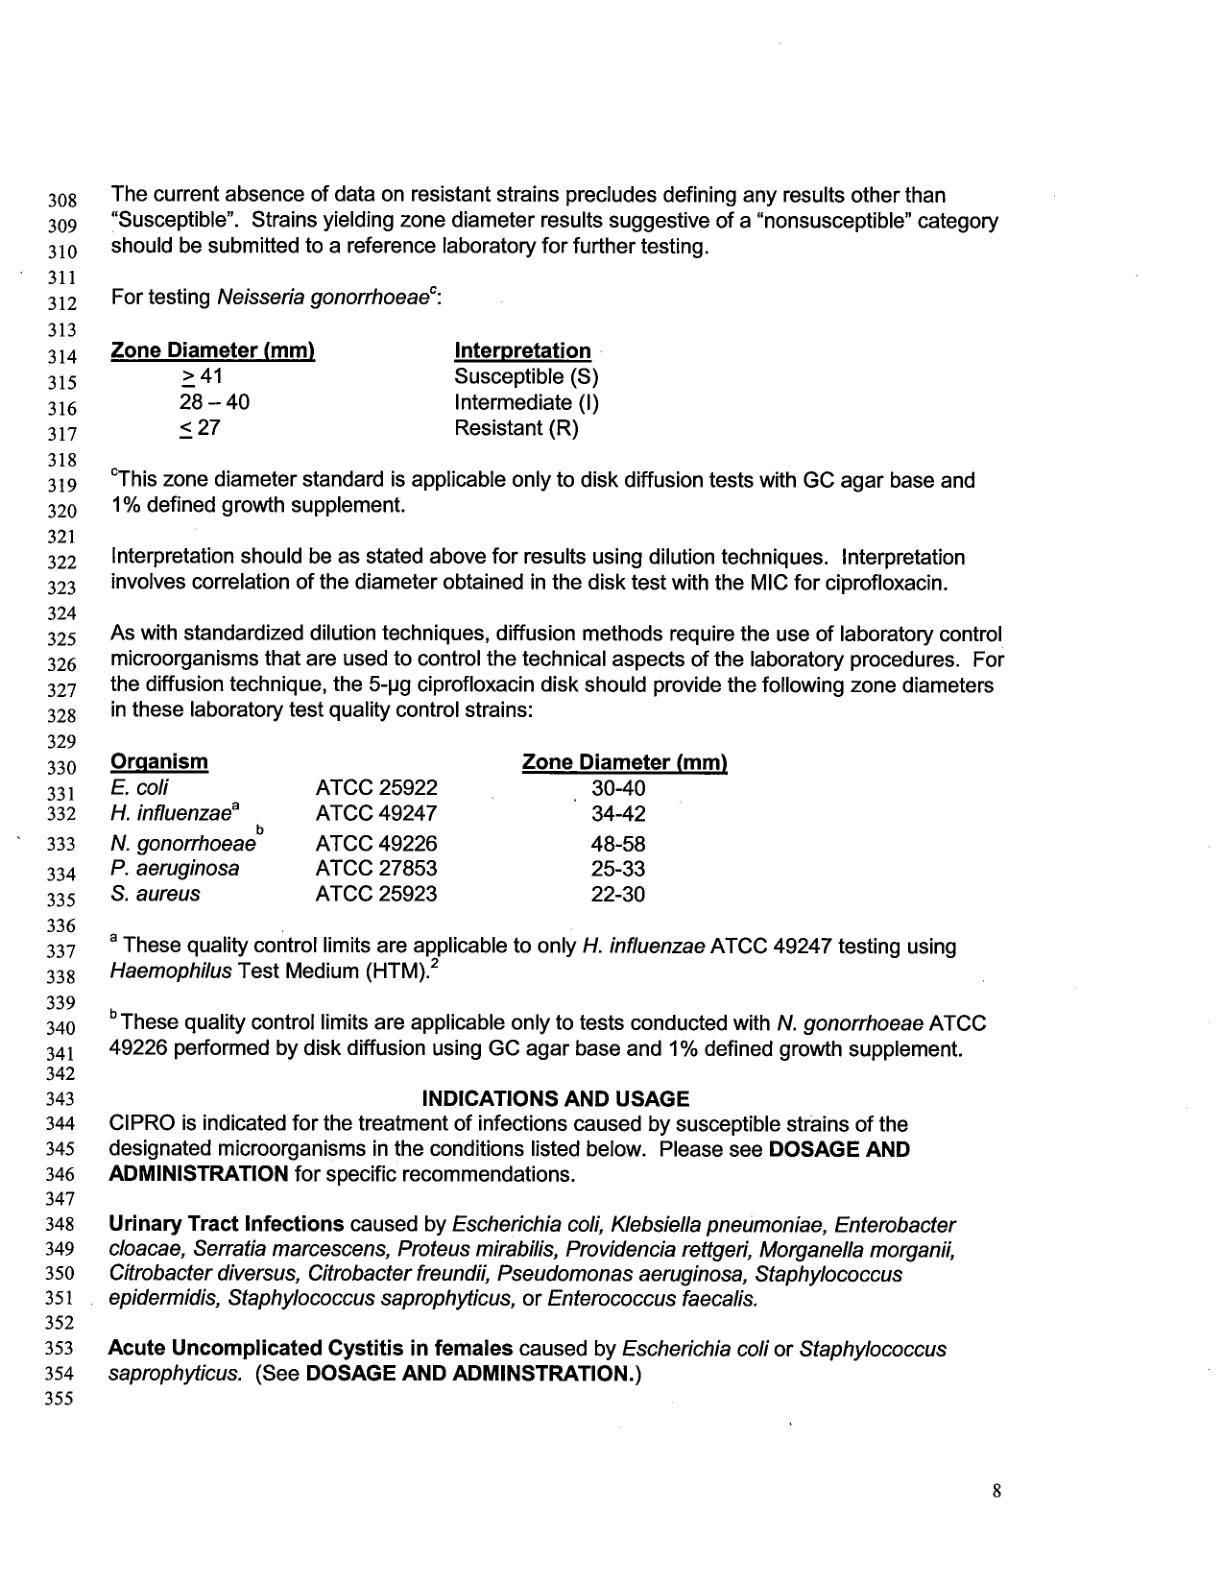 308 The current absence of data on resistant strains precludes defining any results other than
309 “Susceptible”. Strains yielding zone diameter results suggestive of a “nonsusceptible” category
310 should be submitted to a reference laboratory for further testing.
311
312 For testing Neisseria gonorrhoeaeᶜ:
313
314 Zone Diameter (mm) Interpretation
315 ≥ 41 Susceptible (S)
316 28 – 40 Intermediate (I)
317 ≤ 27 Resistant (R)
318
319 ᶜThis zone diameter standard is applicable only to disk diffusion tests with GC agar base and
320 1% defined growth supplement.
321
322 Interpretation should be as stated above for results using dilution techniques. Interpretation
323 involves correlation of the diameter obtained in the disk test with the MIC for ciprofloxacin.
324
325 As with standardized dilution techniques, diffusion methods require the use of laboratory control
326 microorganisms that are used to control the technical aspects of the laboratory procedures. For
327 the diffusion technique, the 5-µg ciprofloxacin disk should provide the following zone diameters
328 in these laboratory test quality control strains:
329
330 Organism Zone Diameter (mm)
331 E. coli ATCC 25922 30-40
332 H. influenzaeᵃ ATCC 49247 34-42
333 N. gonorrhoeaeᵇ ATCC 49226 48-58
334 P. aeruginosa ATCC 27853 25-33
335 S. aureus ATCC 25923 22-30
336
337 ᵃ These quality control limits are applicable to only H. influenzae ATCC 49247 testing using
338 Haemophilus Test Medium (HTM).²
339
340 ᵇ These quality control limits are applicable only to tests conducted with N. gonorrhoeae ATCC
341 49226 performed by disk diffusion using GC agar base and 1% defined growth supplement.
342
343 INDICATIONS AND USAGE
344 CIPRO is indicated for the treatment of infections caused by susceptible strains of the
345 designated microorganisms in the conditions listed below. Please see DOSAGE AND
346 ADMINISTRATION for specific recommendations.
347
348 Urinary Tract Infections caused by Escherichia coli, Klebsiella pneumoniae, Enterobacter
349 cloacae, Serratia marcescens, Proteus mirabilis, Providencia rettgeri, Morganella morganii,
350 Citrobacter diversus, Citrobacter freundii, Pseudomonas aeruginosa, Staphylococcus
351 epidermidis, Staphylococcus saprophyticus, or Enterococcus faecalis.
352
353 Acute Uncomplicated Cystitis in females caused by Escherichia coli or Staphylococcus
354 saprophyticus. (See DOSAGE AND ADMINSTRATION.)
355
8